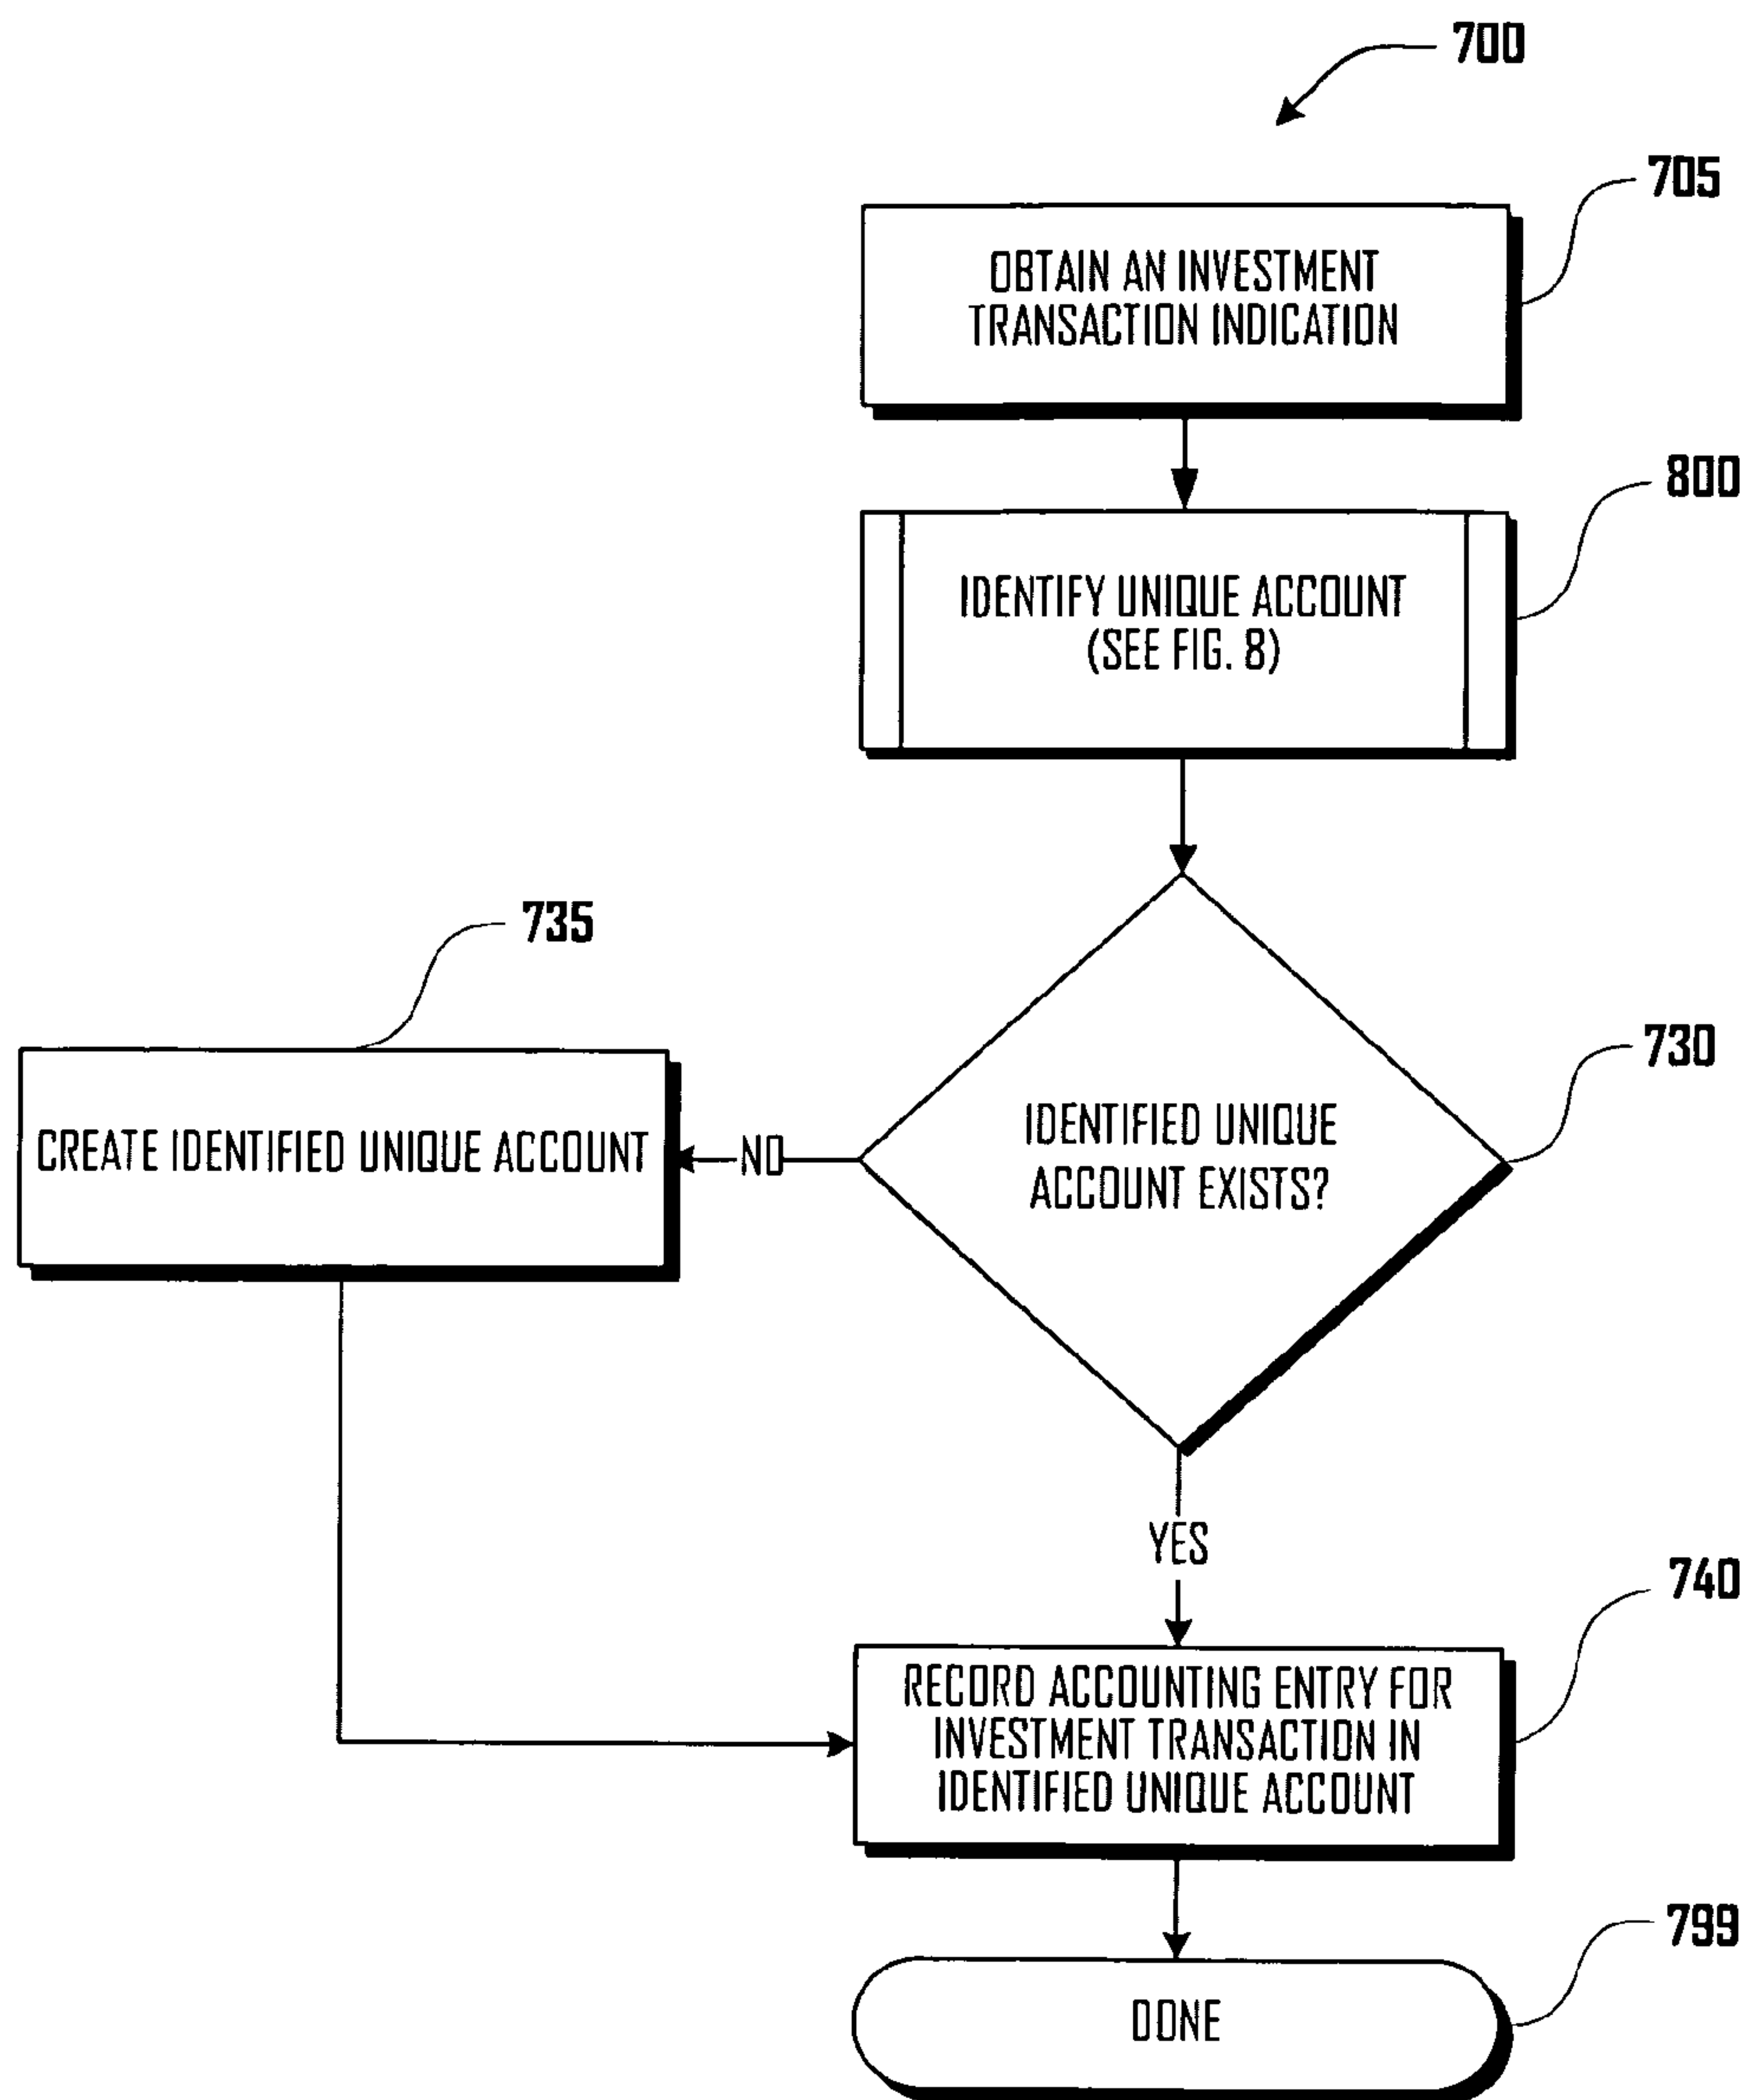 700
705
OBTAIN AN INVESTMENT
TRANSACTION INDICATION
800
IDENTIFY UNIQUE ACCOUNT
(SEE FIG. 8)
735
730
CREATE IDENTIFIED UNIQUE ACCOUNT
NO
IDENTIFIED UNIQUE
ACCOUNT EXISTS?
YES
740
RECORD ACCOUNTING ENTRY FOR
INVESTMENT TRANSACTION IN
IDENTIFIED UNIQUE ACCOUNT
799
DONE